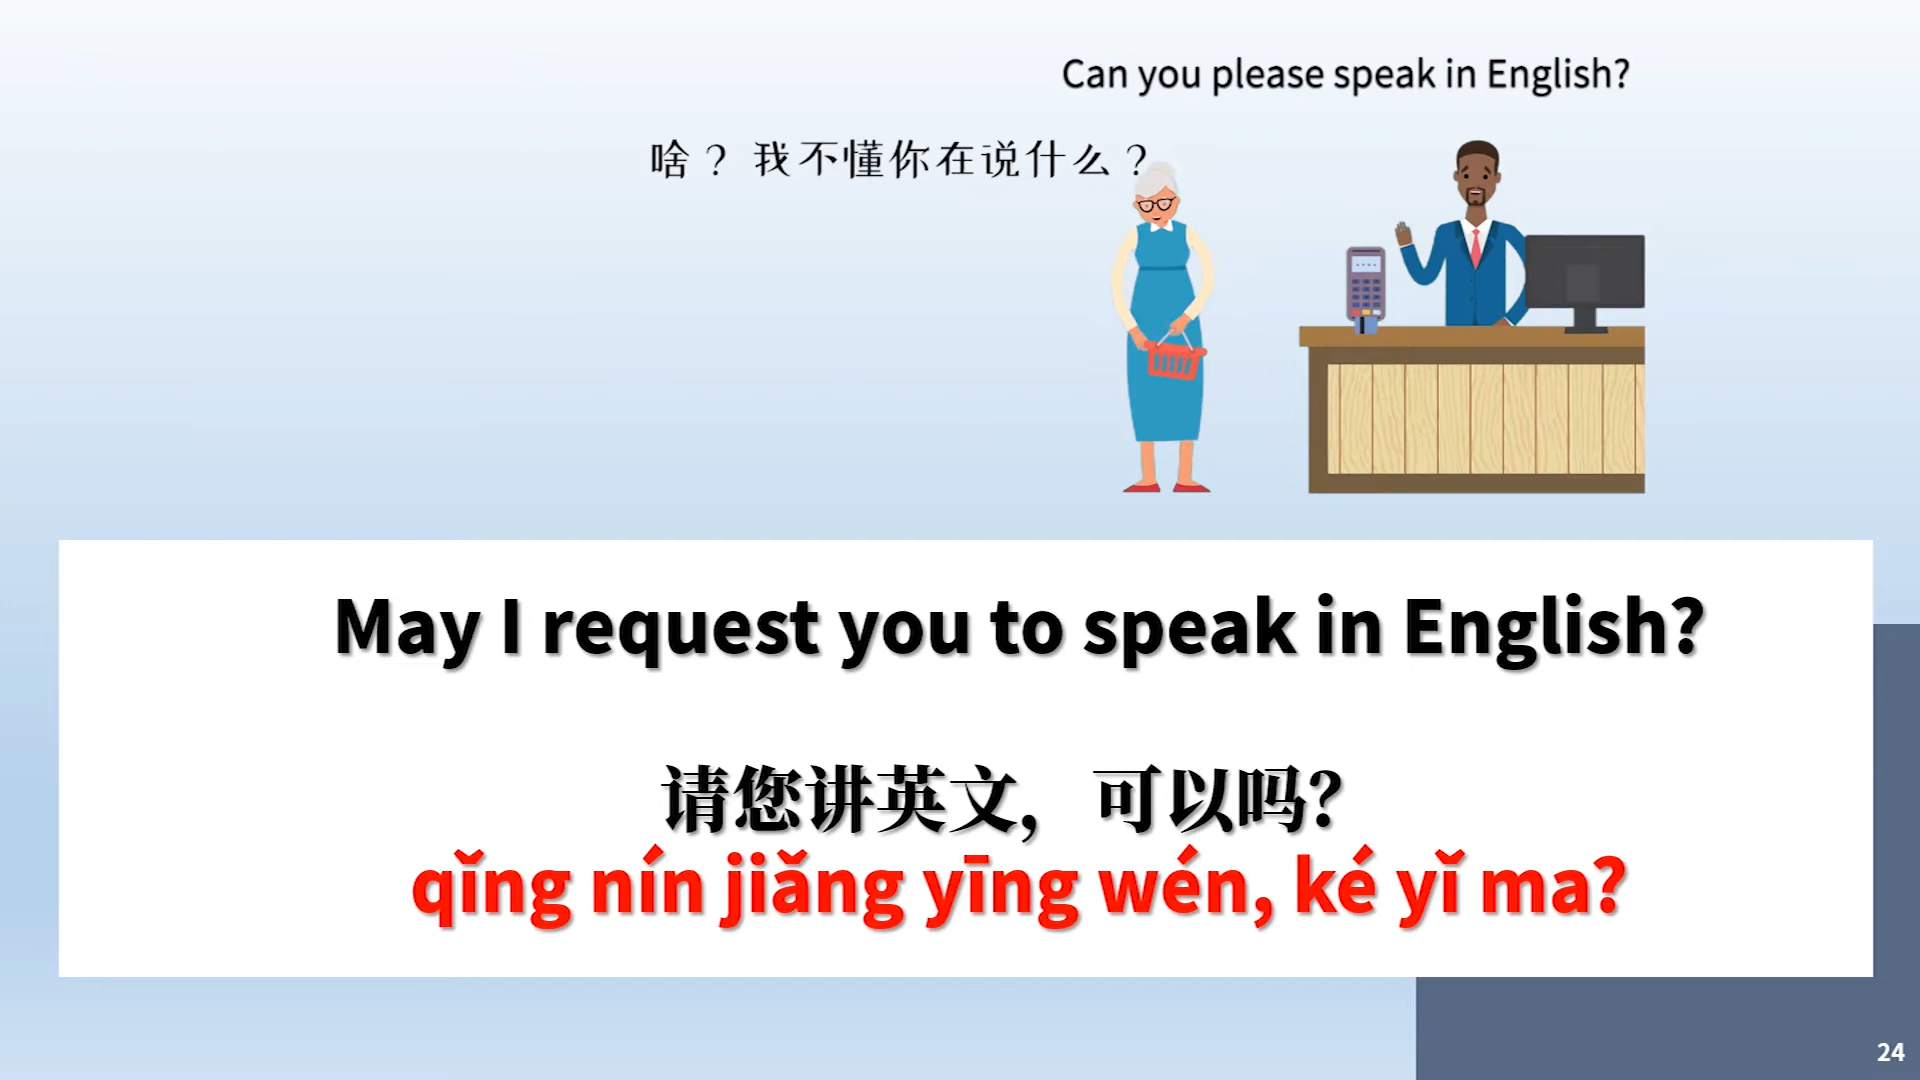 Can you please speak in English?
啥？我不懂你在说什么？
May I request you to speak in English?
请您讲英文，可以吗？
qǐng nín jiǎng yīng wén, ké yǐ ma?
24